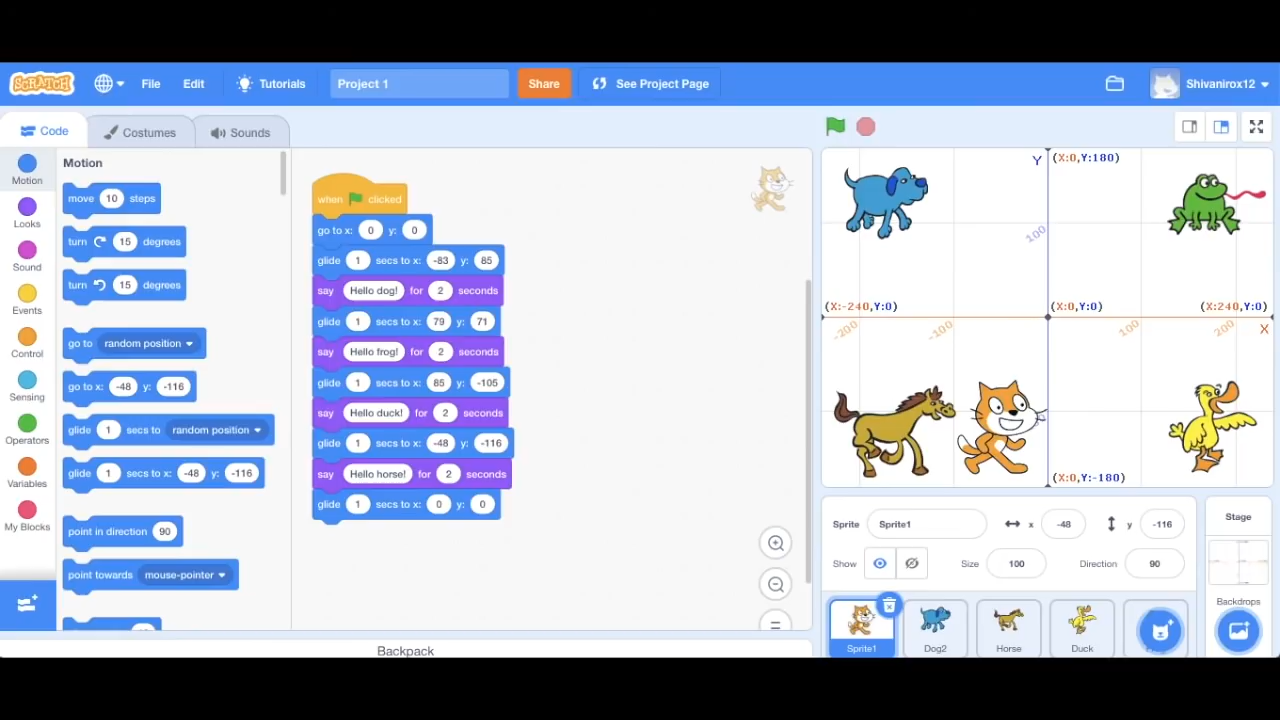 SCRATCH File Edit Tutorials Project 1 Share See Project Page Shivanirox12
Code Costumes Sounds
Motion
Looks
Sound
Events
Control
Sensing
Operators
Variables
My Blocks
Motion
move 10 steps
turn 15 degrees
turn 15 degrees
go to random position
go to x: -48 y: -116
glide 1 secs to random position
glide 1 secs to x: -48 y: -116
point in direction 90
point towards mouse-pointer
when clicked
go to x: 0 y: 0
glide 1 secs to x: -83 y: 85
say Hello dog! for 2 seconds
glide 1 secs to x: 79 y: 71
say Hello frog! for 2 seconds
glide 1 secs to x: 85 y: -105
say Hello duck! for 2 seconds
glide 1 secs to x: -48 y: -116
say Hello horse! for 2 seconds
glide 1 secs to x: 0 y: 0
Backpack
Y (X:0,Y:180)
100
(X:-240,Y:0) (X:0,Y:0) (X:240,Y:0)
-200 -100 100 200 X
(X:0,Y:-180)
Sprite Sprite1 x -48 y -116
Show Size 100 Direction 90
Sprite1 Dog2 Horse Duck
Stage
Backdrops